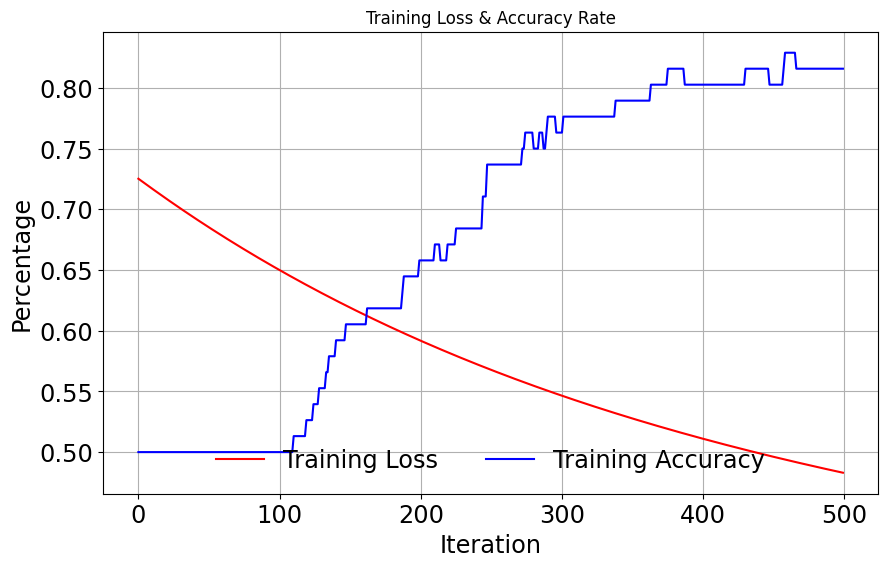 Training Loss & Accuracy Rate
Percentage
0.80
0.75
0.70
0.65
0.60
0.55
0.50
Training Loss Training Accuracy
0 100 200 300 400 500
Iteration